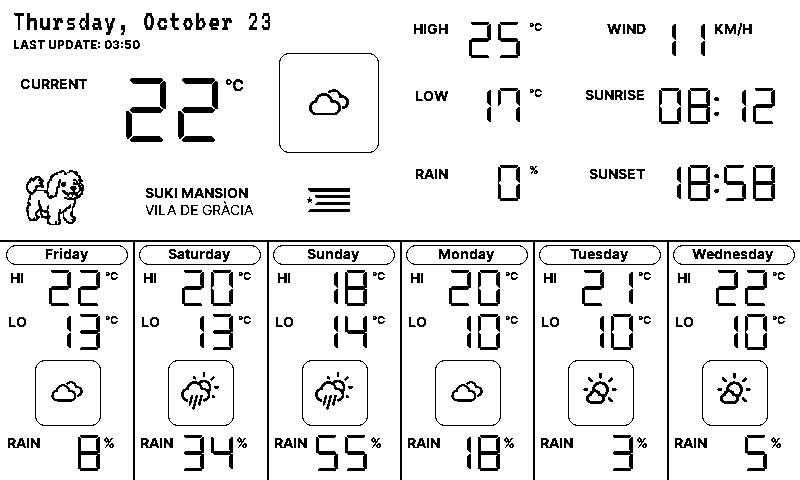 Thursday, October 23
LAST UPDATE: 03:50
CURRENT 22 °C
SUKI MANSION
VILA DE GRÀCIA
HIGH 25 °C
LOW 17 °C
RAIN 0 %
WIND 11 KM/H
SUNRISE 08:12
SUNSET 18:58
Friday
HI 22 °C
LO 13 °C
RAIN 8 %
Saturday
HI 20 °C
LO 13 °C
RAIN 34 %
Sunday
HI 18 °C
LO 14 °C
RAIN 55 %
Monday
HI 20 °C
LO 10 °C
RAIN 18 %
Tuesday
HI 21 °C
LO 10 °C
RAIN 3 %
Wednesday
HI 22 °C
LO 10 °C
RAIN 5 %